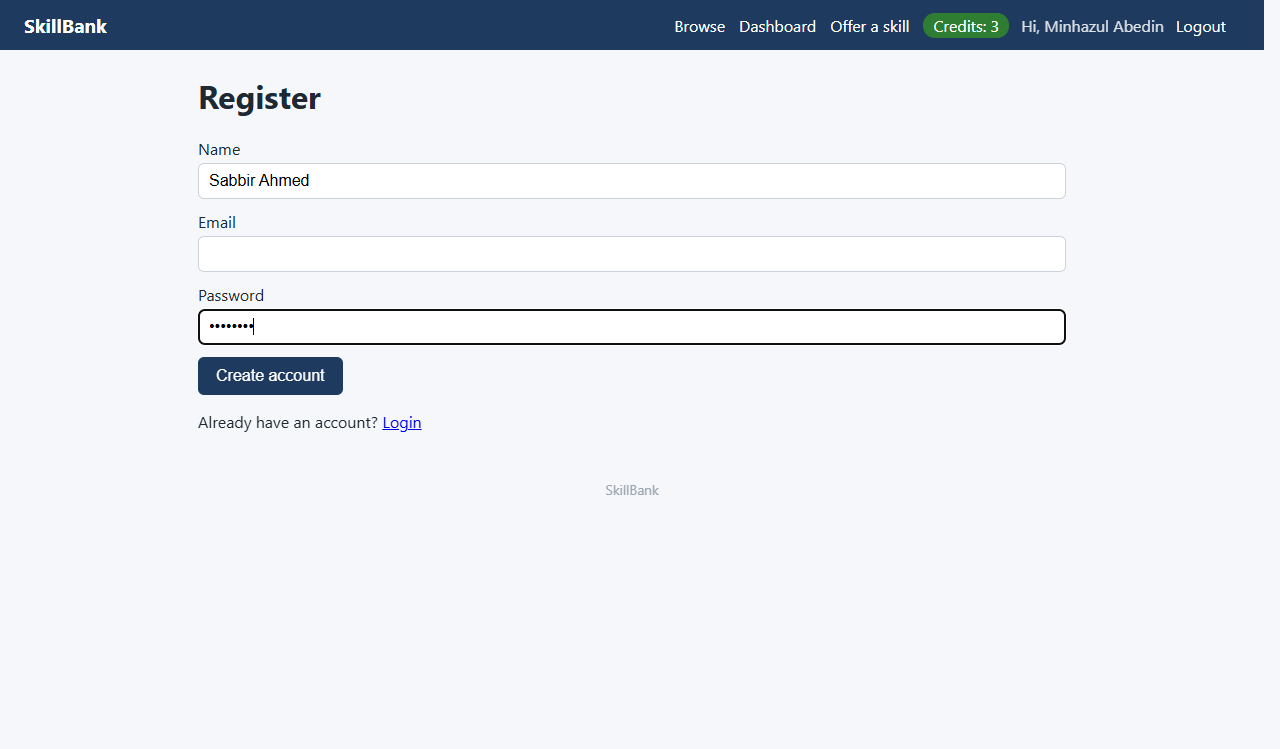 SkillBank Browse Dashboard Offer a skill Credits: 3 Hi, Minhazul Abedin Logout
Register
Name
Sabbir Ahmed
Email
Password
••••••••
Create account
Already have an account? Login
SkillBank